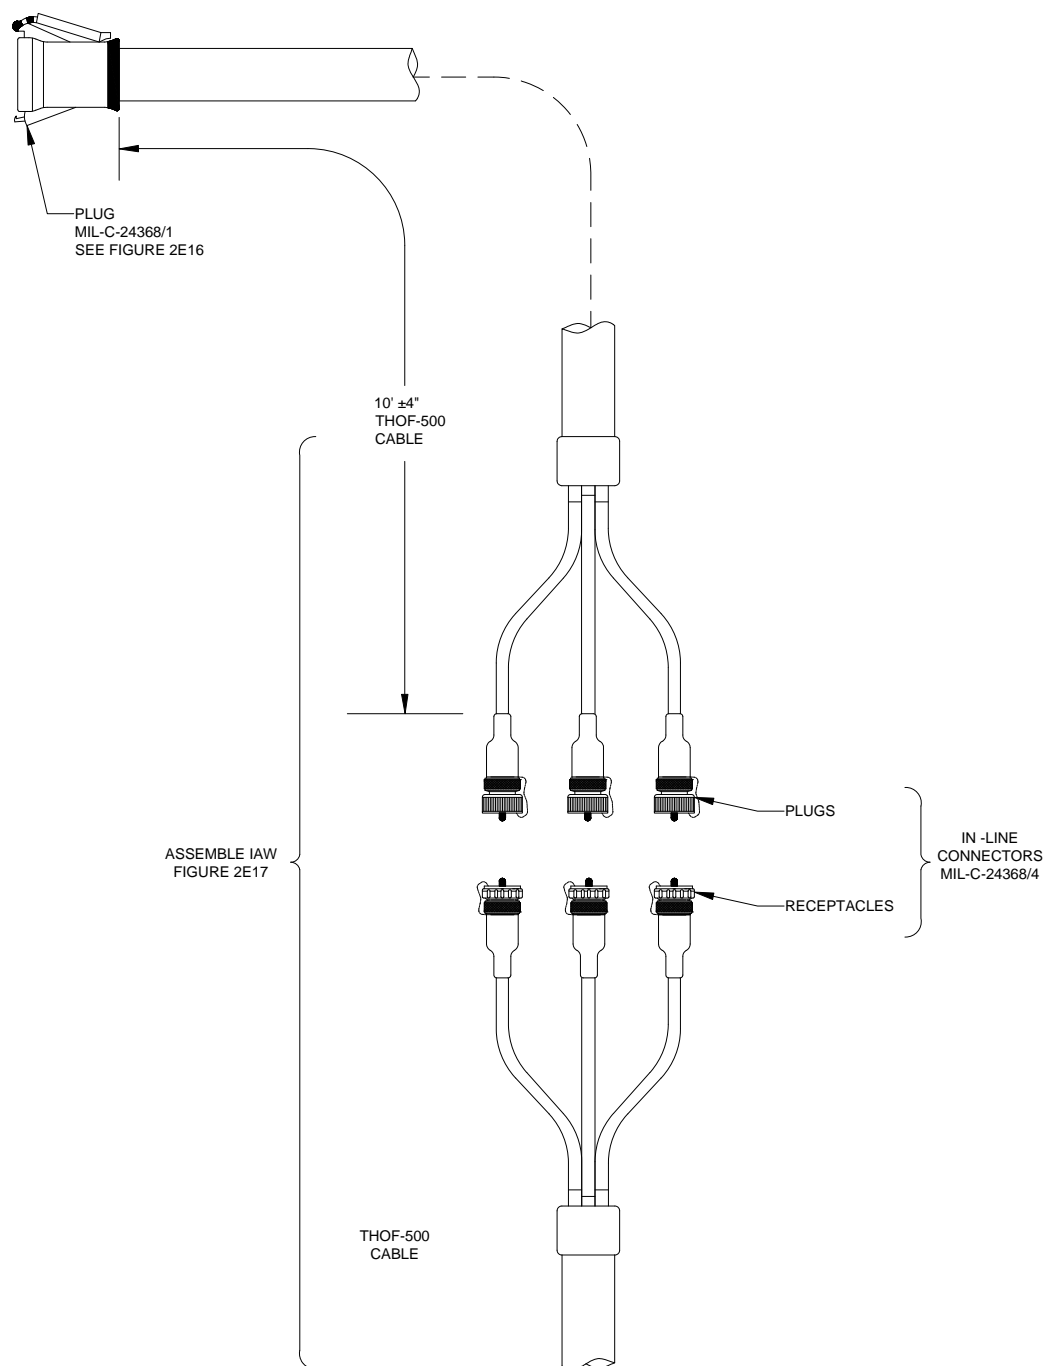 PLUG
MIL-C-24368/1
SEE FIGURE 2E16
10' ±4"
THOF-500
CABLE
PLUGS
IN -LINE
CONNECTORS
MIL-C-24368/4
ASSEMBLE IAW
FIGURE 2E17
RECEPTACLES
THOF-500
CABLE